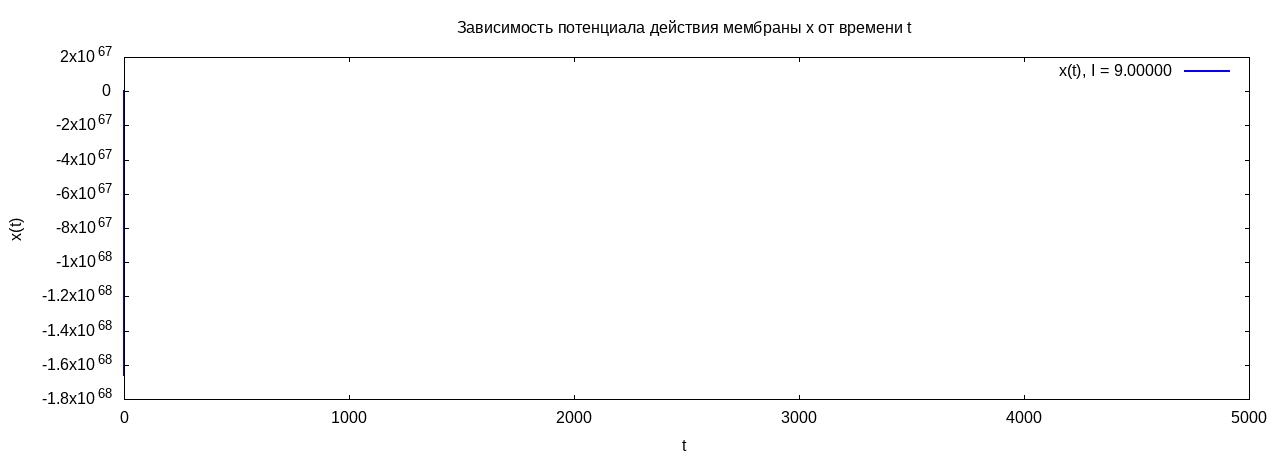 Зависимость потенциала действия мембраны x от времени t
x(t), I = 9.00000
2x10^67
0
-2x10^67
-4x10^67
-6x10^67
-8x10^67
-1x10^68
-1.2x10^68
-1.4x10^68
-1.6x10^68
-1.8x10^68
x(t)
0 1000 2000 3000 4000 5000
t